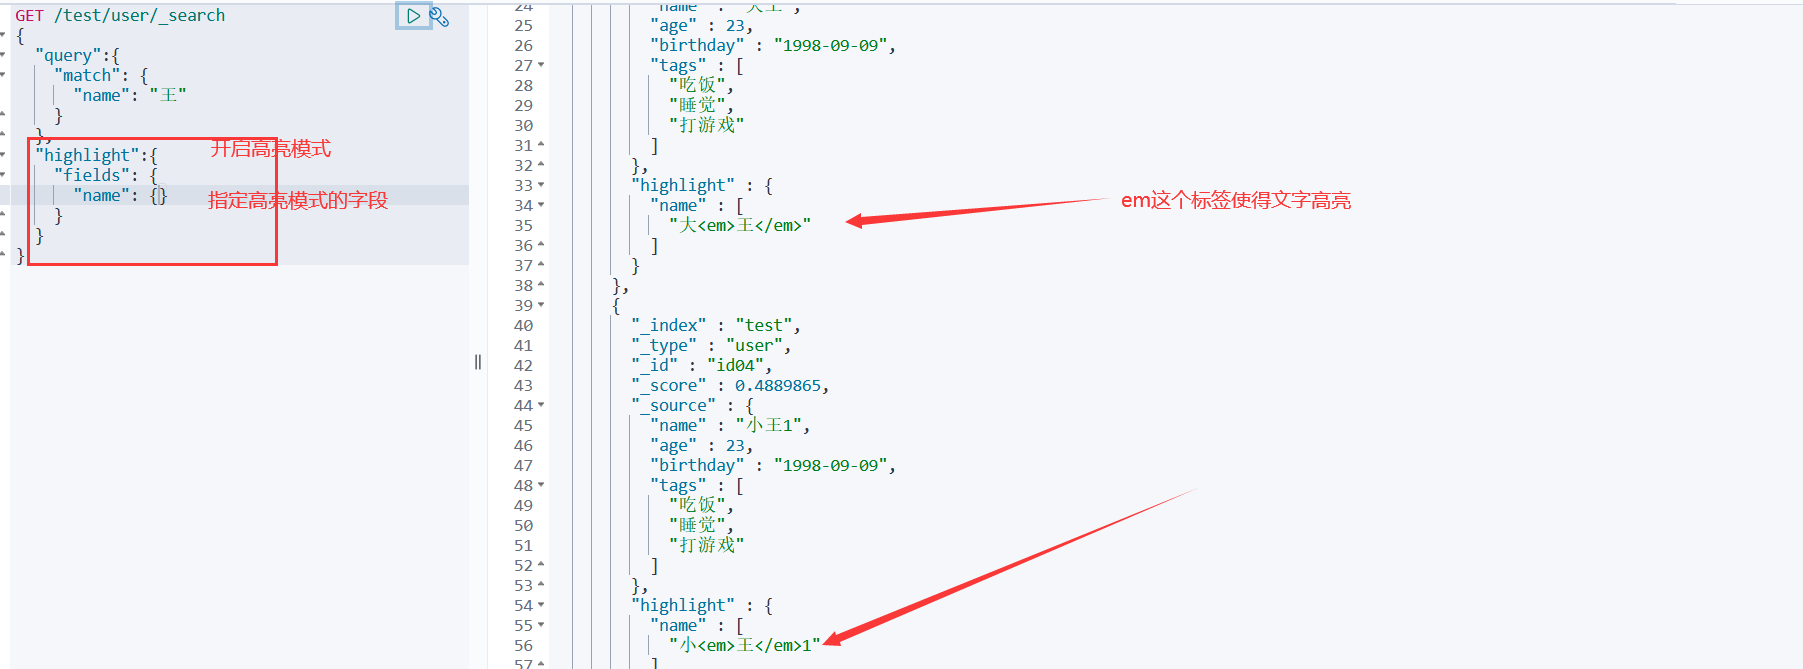 GET /test/user/_search
{
"query":{
"match": {
"name": "王"
}
},
"highlight":{
开启高亮模式
"fields": {
"name": {}
指定高亮模式的字段
}
}
}
24 "name" : "大王",
25 "age" : 23,
26 "birthday" : "1998-09-09",
27 "tags" : [
28 "吃饭",
29 "睡觉",
30 "打游戏"
31 ]
32 },
33 "highlight" : {
34 "name" : [
35 "大<em>王</em>"
em这个标签使得文字高亮
36 ]
37 }
38 },
39 {
40 "_index" : "test",
41 "_type" : "user",
42 "_id" : "id04",
43 "_score" : 0.4889865,
44 "_source" : {
45 "name" : "小王1",
46 "age" : 23,
47 "birthday" : "1998-09-09",
48 "tags" : [
49 "吃饭",
50 "睡觉",
51 "打游戏"
52 ]
53 },
54 "highlight" : {
55 "name" : [
56 "小<em>王</em>1"
57 ]